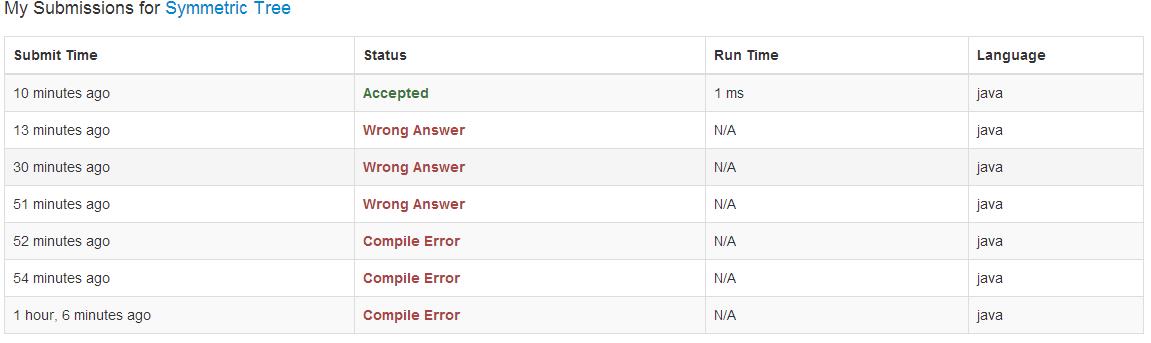 My Submissions for Symmetric Tree
Submit Time Status Run Time Language
10 minutes ago Accepted 1 ms java
13 minutes ago Wrong Answer N/A java
30 minutes ago Wrong Answer N/A java
51 minutes ago Wrong Answer N/A java
52 minutes ago Compile Error N/A java
54 minutes ago Compile Error N/A java
1 hour, 6 minutes ago Compile Error N/A java